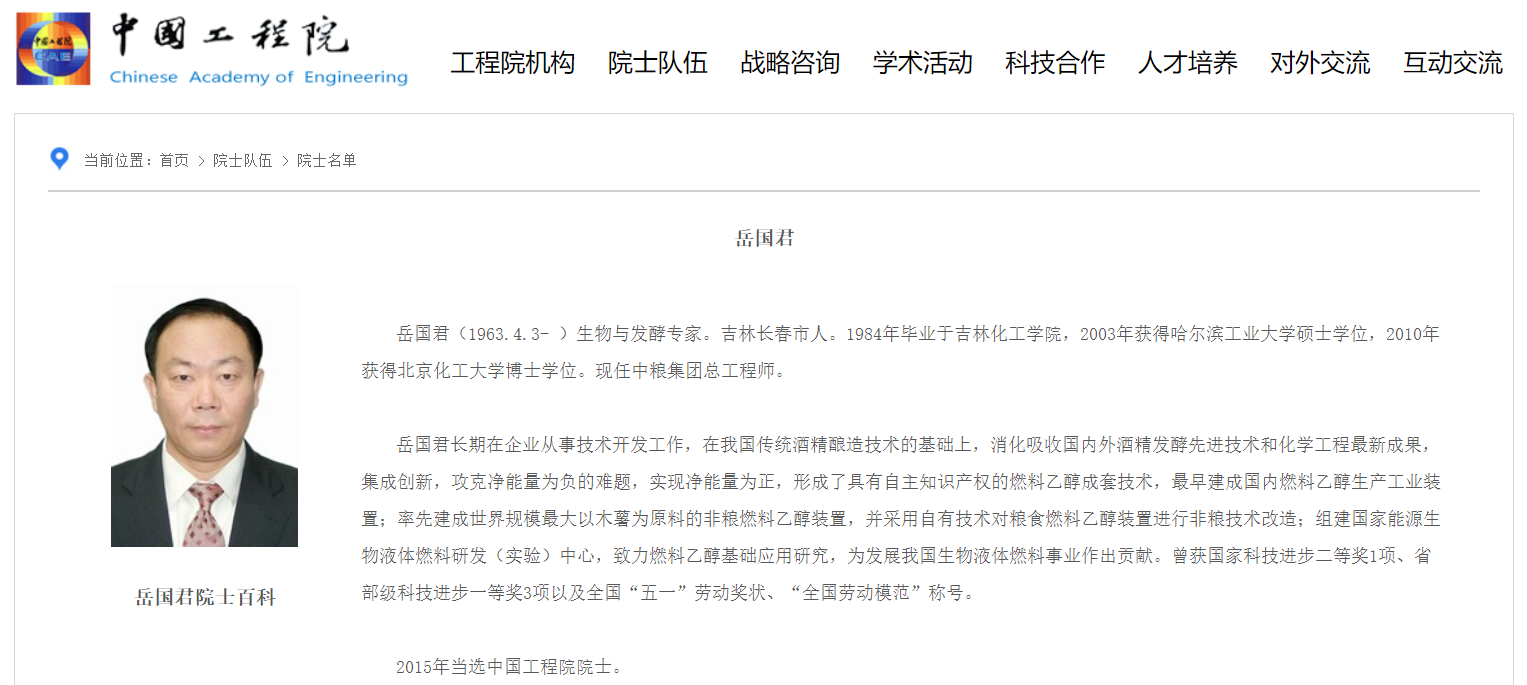 中國工程院
Chinese Academy of Engineering
工程院机构 院士队伍 战略咨询 学术活动 科技合作 人才培养 对外交流 互动交流
当前位置：首页 > 院士队伍 > 院士名单
岳国君
岳国君（1963.4.3- ）生物与发酵专家。吉林长春市人。1984年毕业于吉林化工学院，2003年获得哈尔滨工业大学硕士学位，2010年
获得北京化工大学博士学位。现任中粮集团总工程师。
岳国君长期在企业从事技术开发工作，在我国传统酒精酿造技术的基础上，消化吸收国内外酒精发酵先进技术和化学工程最新成果，
集成创新，攻克净能量为负的难题，实现净能量为正，形成了具有自主知识产权的燃料乙醇成套技术，最早建成国内燃料乙醇生产工业装
置；率先建成世界规模最大以木薯为原料的非粮燃料乙醇装置，并采用自有技术对粮食燃料乙醇装置进行非粮技术改造；组建国家能源生
物液体燃料研发（实验）中心，致力燃料乙醇基础应用研究，为发展我国生物液体燃料事业作出贡献。曾获国家科技进步二等奖1项、省
部级科技进步一等奖3项以及全国“五一”劳动奖状、“全国劳动模范”称号。
2015年当选中国工程院院士。
岳国君院士百科
中国工程院
CAE